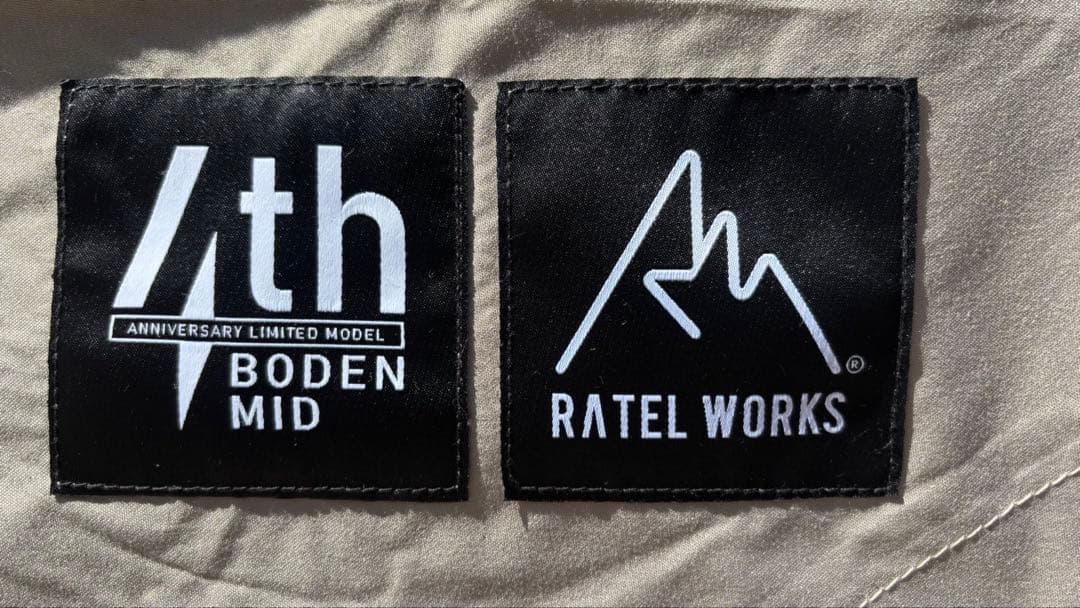 4th
ANNIVERSARY LIMITED MODEL
BODEN
MID
®
RATEL WORKS